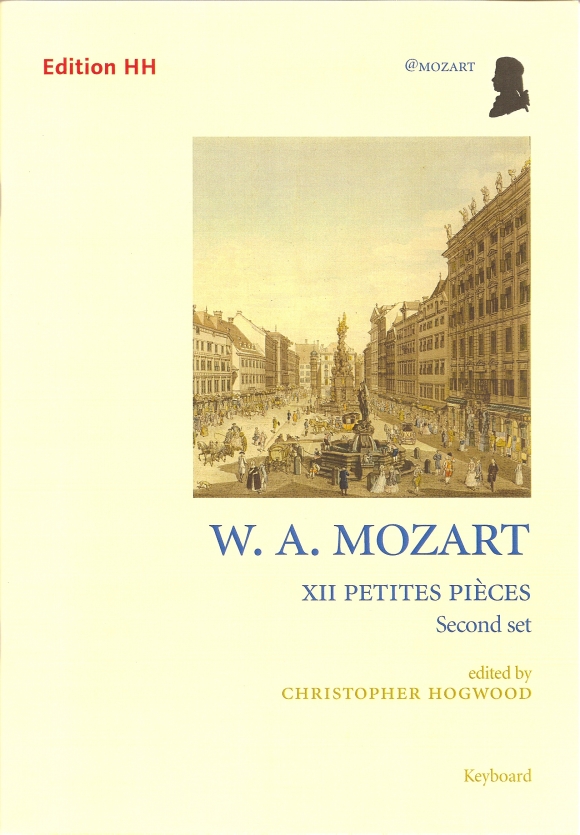 Edition HH
@MOZART
W. A. MOZART
XII PETITES PIÈCES
Second set
edited by
CHRISTOPHER HOGWOOD
Keyboard